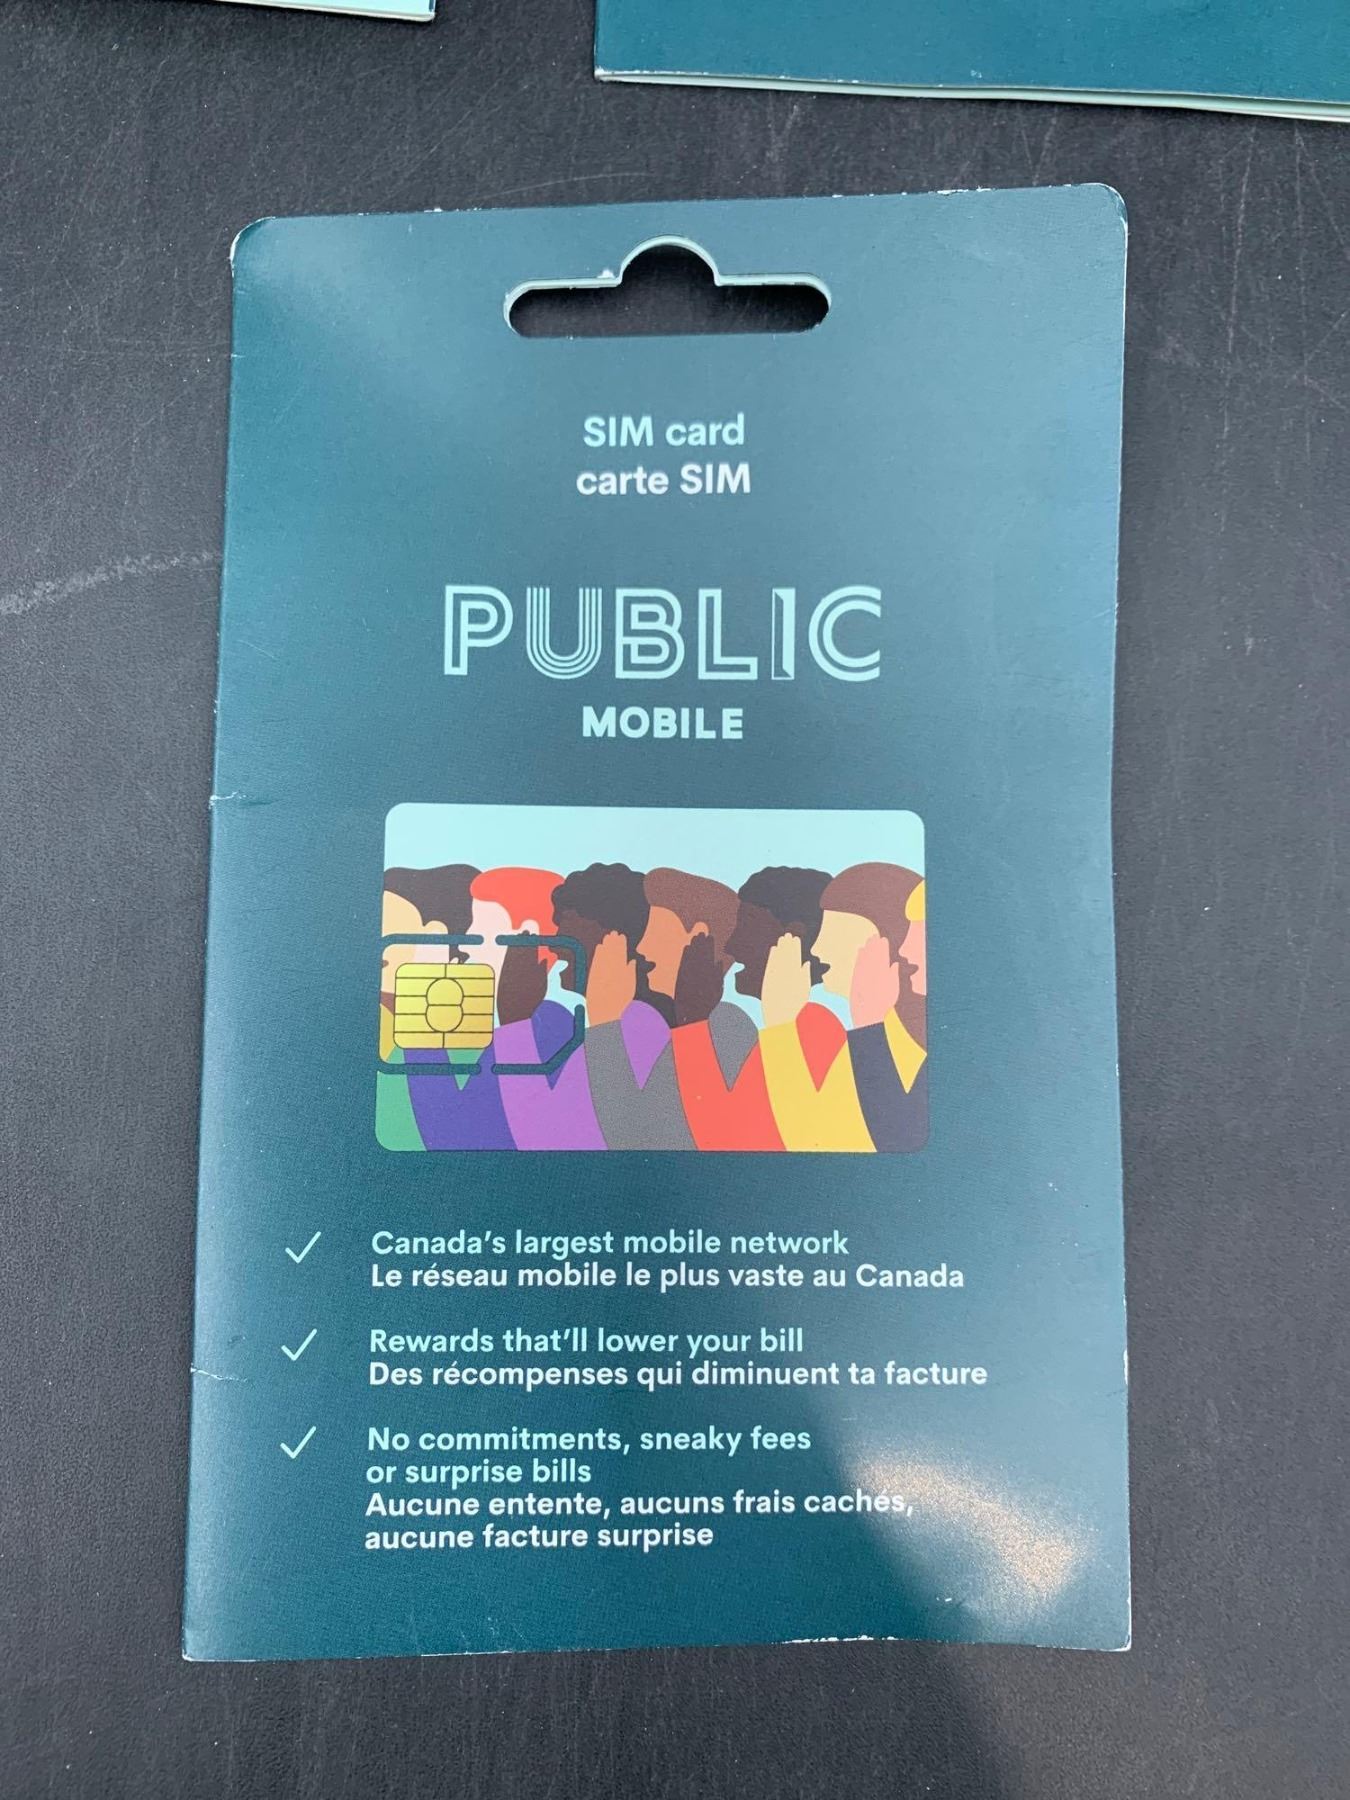 SIM card
carte SIM
PUBLIC
MOBILE
Canada's largest mobile network
Le réseau mobile le plus vaste au Canada
Rewards that'll lower your bill
Des récompenses qui diminuent ta facture
No commitments, sneaky fees
or surprise bills
Aucune entente, aucuns frais cachés,
aucune facture surprise